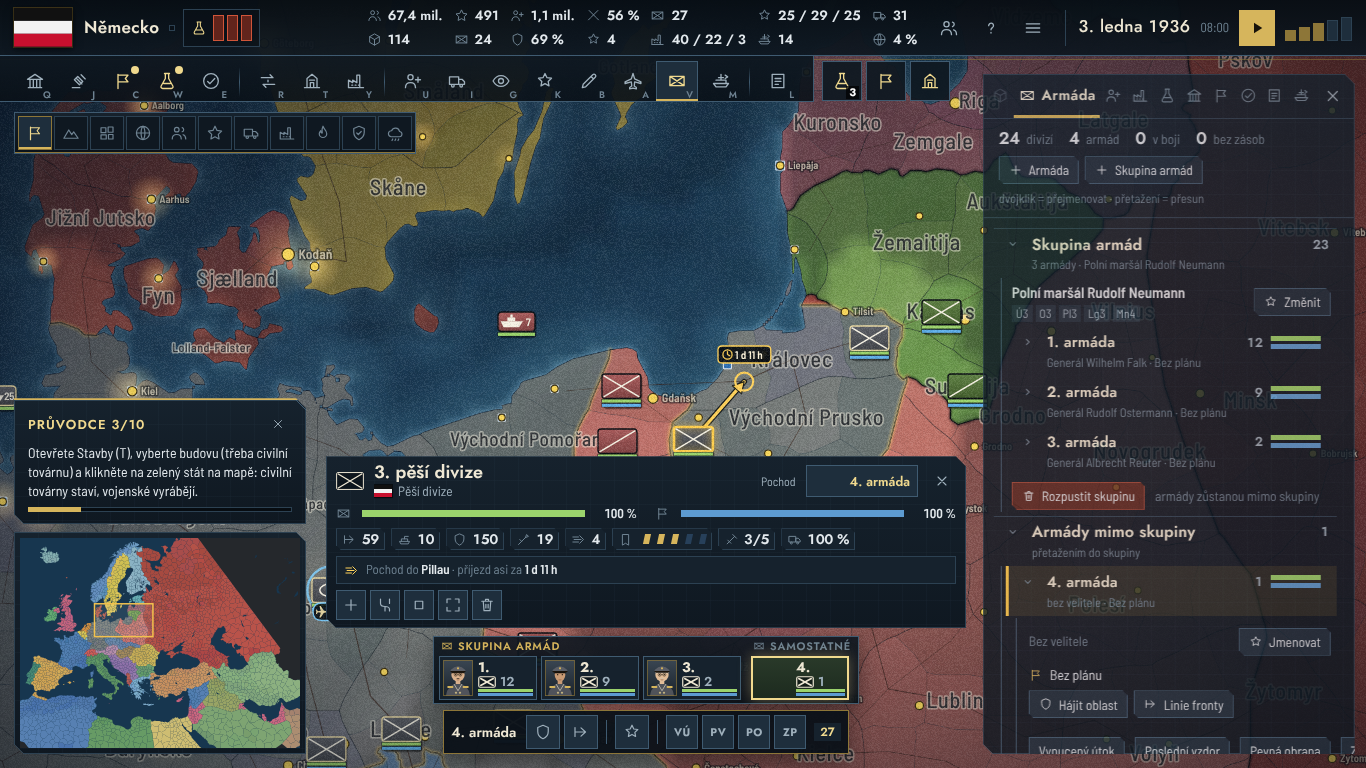 Německo
67,4 mil.
491
1,1 mil.
56 %
27
25 / 29 / 25
31
114
24
69 %
4
40 / 22 / 3
14
4 %
?
3. ledna 1936
08:00
Q
J
C
W
E
R
T
Y
U
I
G
K
B
A
V
M
L
3
Aalborg
Aarhus
Jižní Jutsko
Kodaň
Sjælland
Fyn
Lolland-Falster
Kiel
Skåne
7
25
Kuronsko
Zemgale
Riga
Liepāja
Žemaitija
Tilsit
1 d 11 h
Gdaňsk
Východní Prusko
Pskov
Lublin
Kielce
Armáda
24 divizí
4 armád
0 v boji
0 bez zásob
+ Armáda
+ Skupina armád
dvojklik = přejmenovat · přetažení = přesun
Skupina armád
23
3 armády · Polní maršál Rudolf Neumann
Polní maršál Rudolf Neumann
Změnit
Ú3 O3 Pl3 Lg3 Mn4
1. armáda
12
Generál Wilhelm Falk · Bez plánu
2. armáda
9
Generál Rudolf Ostermann · Bez plánu
3. armáda
2
Generál Albrecht Reuter · Bez plánu
Rozpustit skupinu
armády zůstanou mimo skupiny
Armády mimo skupiny
1
přetažením do skupiny
4. armáda
1
bez velitele · Bez plánu
Bez velitele
Jmenovat
Bez plánu
Hájit oblast
Linie fronty
Vynucený útok
Poslední vzdor
Pevná obrana
Latgale
Vitebsk
Minsk
Novogrudek
Grodno
Žytomyr
PRŮVODCE 3/10
Otevřete Stavby (T), vyberte budovu (třeba civilní
továrnu) a klikněte na zelený stát na mapě: civilní
továrny staví, vojenské vyrábějí.
3. pěší divize
Pěší divize
Pochod
4. armáda
100 %
100 %
59
10
150
19
4
3/5
100 %
Pochod do Pillau · příjezd asi za 1 d 11 h
SKUPINA ARMÁD
SAMOSTATNÉ
1.
12
2.
9
3.
2
4.
1
4. armáda
VÚ
PV
PO
ZP
27